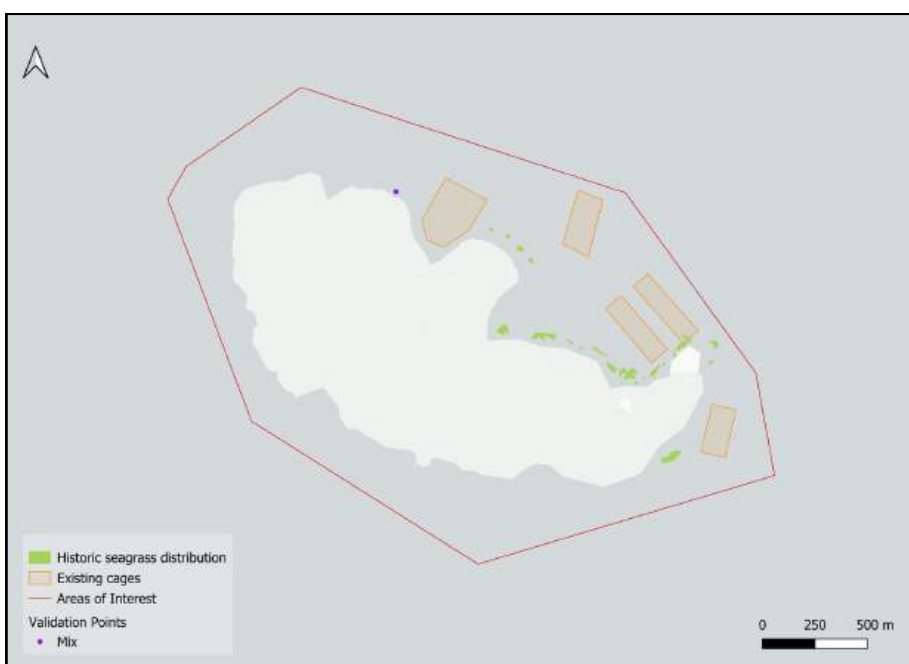 Historic seagrass distribution
Existing cages
Areas of Interest
Validation Points
Mix
0 250 500 m